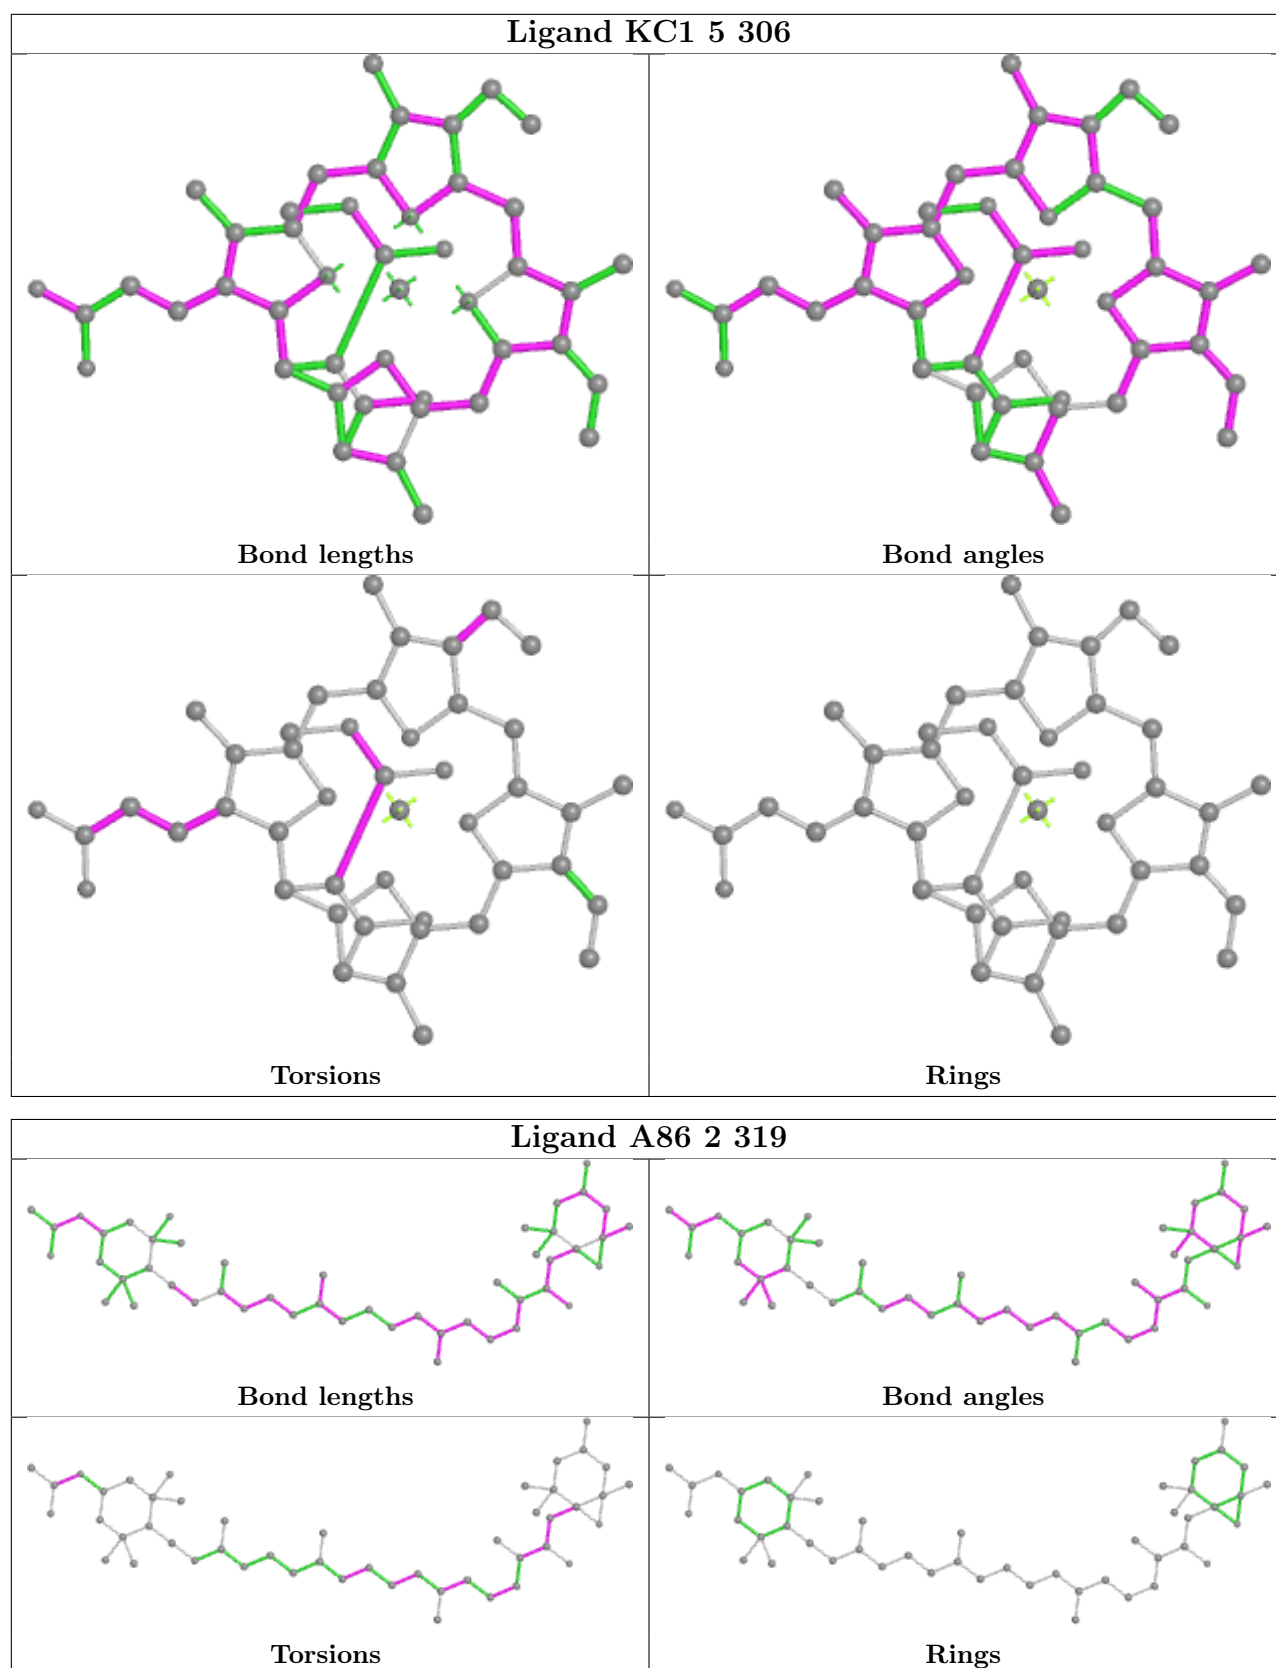 Ligand KC1 5 306
Bond lengths
Bond angles
Torsions
Rings
Ligand A86 2 319
Bond lengths
Bond angles
Torsions
Rings